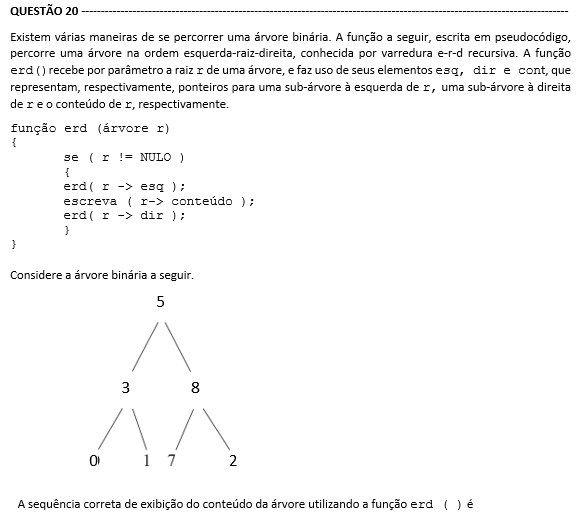 QUESTÃO 20 ----------------------------------------------------------------
Existem várias maneiras de se percorrer uma árvore binária. A função a seguir, escrita em pseudocódigo,
percorre uma árvore na ordem esquerda-raiz-direita, conhecida por varredura e-r-d recursiva. A função
erd() recebe por parâmetro a raiz r de uma árvore, e faz uso de seus elementos esq, dir e cont, que
representam, respectivamente, ponteiros para uma sub-árvore à esquerda de r, uma sub-árvore à direita
de r e o conteúdo de r, respectivamente.
função erd (árvore r)
{
se ( r != NULO )
{
erd( r -> esq );
escreva ( r-> conteúdo );
erd( r -> dir );
}
}
Considere a árvore binária a seguir.
5
3 8
0 1 7 2
A sequência correta de exibição do conteúdo da árvore utilizando a função erd ( ) é